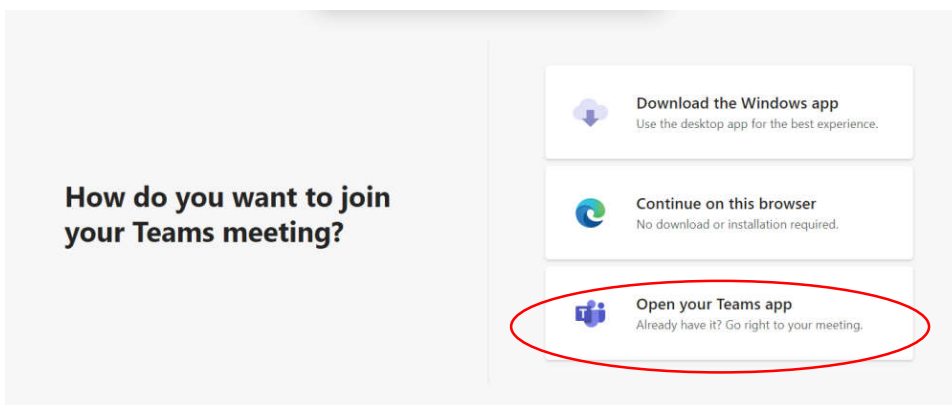 How do you want to join
your Teams meeting?
Download the Windows app
Use the desktop app for the best experience.
Continue on this browser
No download or installation required.
T
Open your Teams app
Already have it? Go right to your meeting.